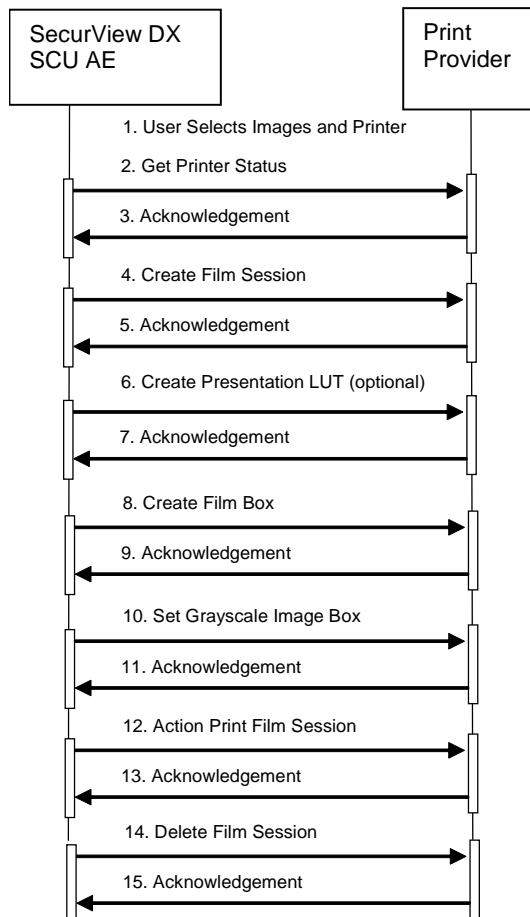 SecurView DX
SCU AE
Print
Provider
1. User Selects Images and Printer
2. Get Printer Status
3. Acknowledgement
4. Create Film Session
5. Acknowledgement
6. Create Presentation LUT (optional)
7. Acknowledgement
8. Create Film Box
9. Acknowledgement
10. Set Grayscale Image Box
11. Acknowledgement
12. Action Print Film Session
13. Acknowledgement
14. Delete Film Session
15. Acknowledgement